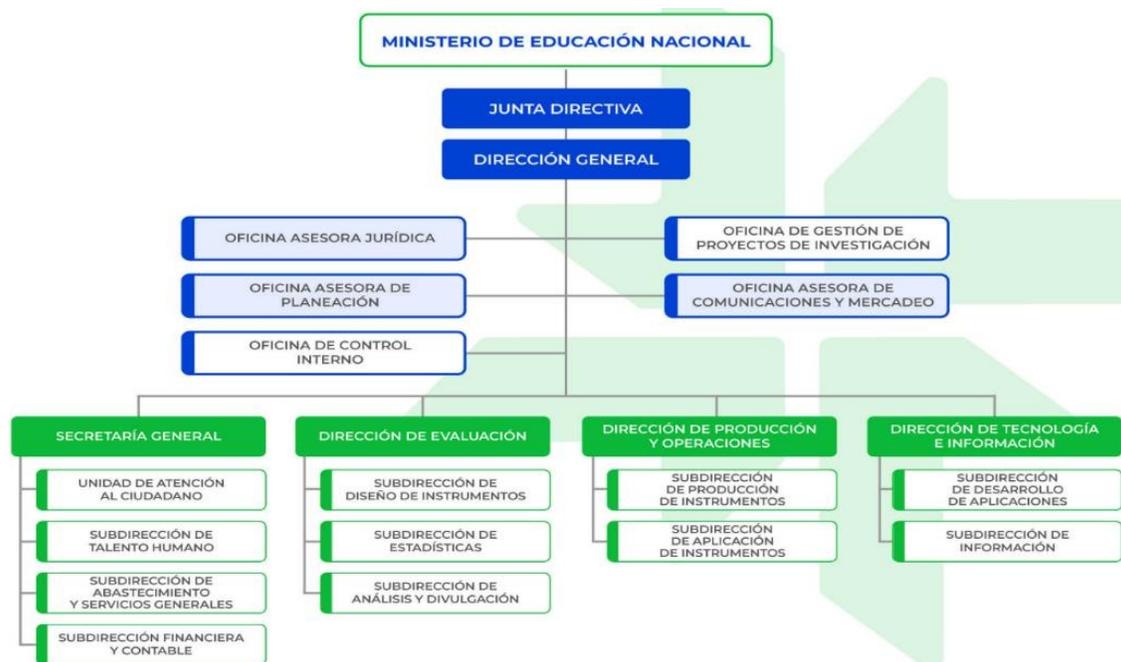 MINISTERIO DE EDUCACIÓN NACIONAL
JUNTA DIRECTIVA
DIRECCIÓN GENERAL
OFICINA ASESORA JURÍDICA
OFICINA DE GESTIÓN DE
PROYECTOS DE INVESTIGACIÓN
OFICINA ASESORA DE
PLANEACIÓN
OFICINA ASESORA DE
COMUNICACIONES Y MERCADEO
OFICINA DE CONTROL
INTERNO
SECRETARÍA GENERAL
UNIDAD DE ATENCIÓN
AL CIUDADANO
SUBDIRECCIÓN DE
TALENTO HUMANO
SUBDIRECCIÓN DE
ABASTECIMIENTO
Y SERVICIOS GENERALES
SUBDIRECCIÓN FINANCIERA
Y CONTABLE
DIRECCIÓN DE EVALUACIÓN
SUBDIRECCIÓN DE
DISEÑO DE INSTRUMENTOS
SUBDIRECCIÓN DE
ESTADÍSTICAS
SUBDIRECCIÓN DE
ANÁLISIS Y DIVULGACIÓN
DIRECCIÓN DE PRODUCCIÓN
Y OPERACIONES
SUBDIRECCIÓN
DE PRODUCCIÓN
DE INSTRUMENTOS
SUBDIRECCIÓN
DE APLICACIÓN
DE INSTRUMENTOS
DIRECCIÓN DE TECNOLOGÍA
E INFORMACIÓN
SUBDIRECCIÓN
DE DESARROLLO
DE APLICACIONES
SUBDIRECCIÓN DE
INFORMACIÓN